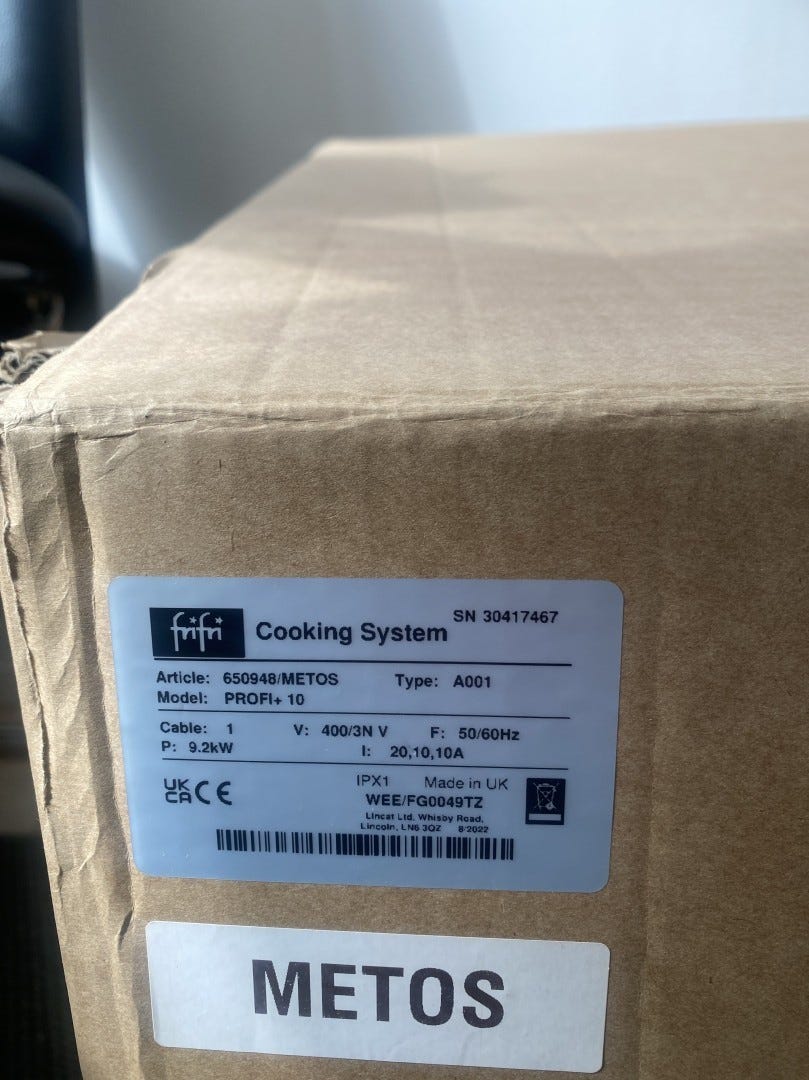 frifri Cooking System SN 30417467
Article: 650948/METOS Type: A001
Model: PROFI+ 10
Cable: 1 V: 400/3N V F: 50/60Hz
P: 9.2kW I: 20,10,10A
UK CA CE IPX1 Made in UK
WEE/FG0049TZ
Lincat Ltd. Whisby Road,
Lincoln, LN6 3QZ 8/2022
METOS